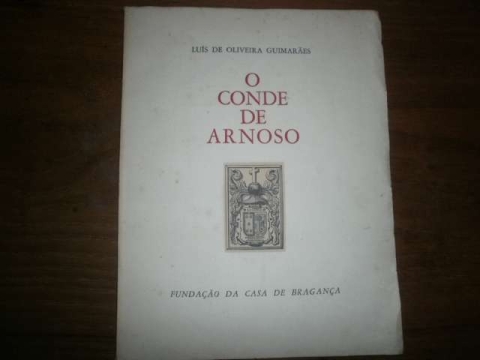 LUÍS DE OLIVEIRA GUIMARÃES
O
CONDE
DE
ARNOSO
FUNDAÇÃO DA CASA DE BRAGANÇA